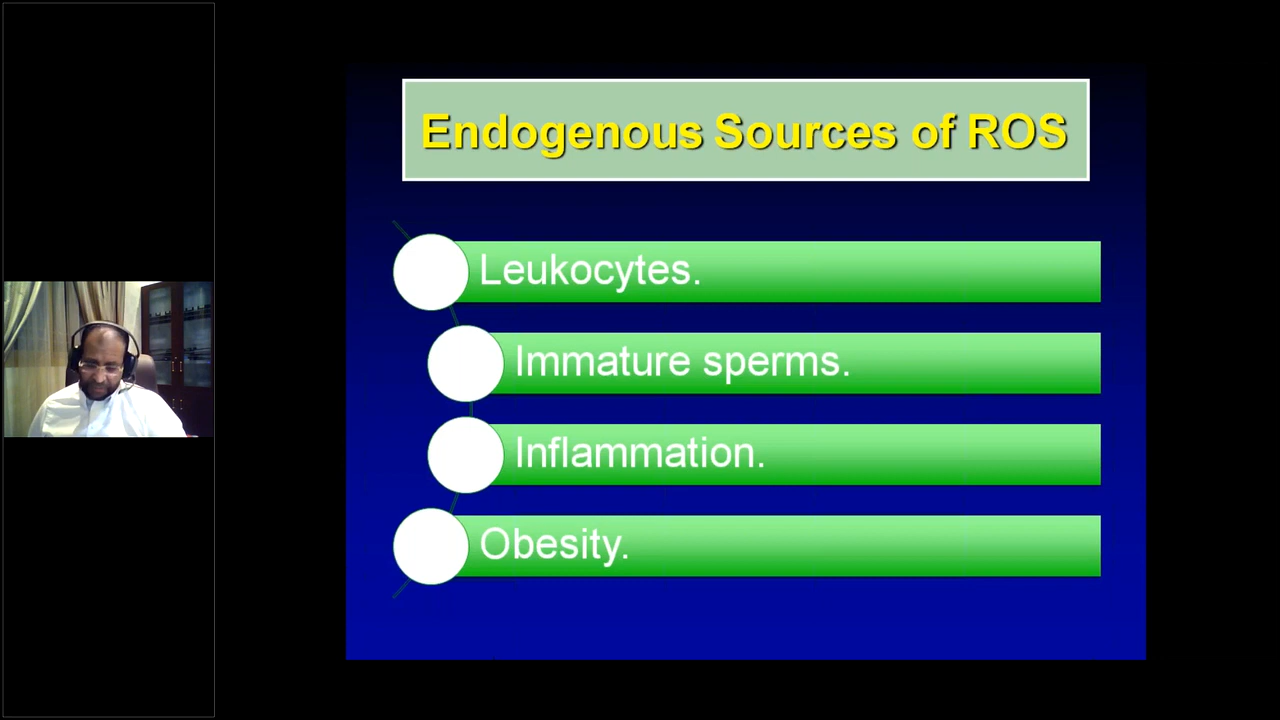 Endogenous Sources of ROS
Leukocytes.
Immature sperms.
Inflammation.
Obesity.